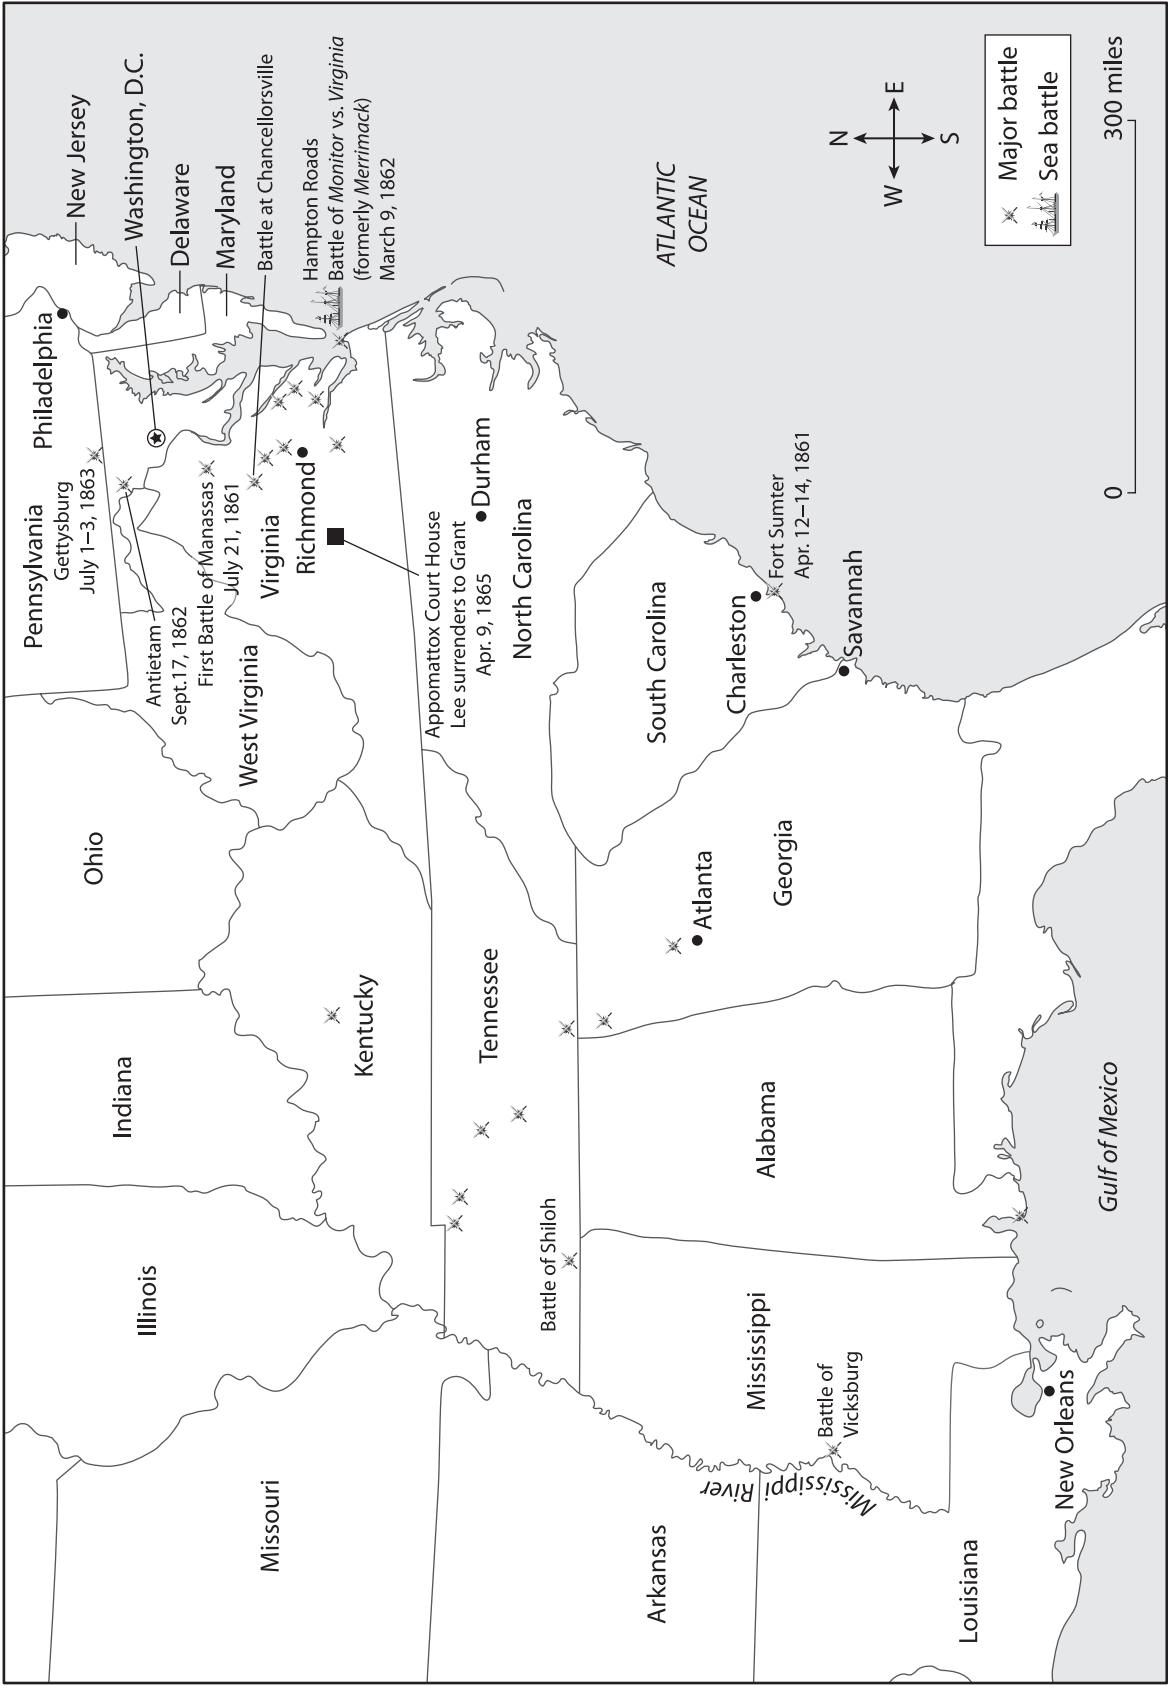 Pennsylvania
Philadelphia
New Jersey
Gettysburg
July 1–3, 1863
Washington, D.C.
Delaware
Maryland
Antietam
Sept.17, 1862
First Battle of Manassas
July 21, 1861
Battle at Chancellorsville
Hampton Roads
Battle of Monitor vs. Virginia
(formerly Merrimack)
March 9, 1862
Ohio
Indiana
Illinois
Missouri
West Virginia
Virginia
Richmond
Kentucky
Appomattox Court House
Lee surrenders to Grant
Apr. 9, 1865
Durham
North Carolina
Tennessee
Battle of Shiloh
South Carolina
Charleston
Fort Sumter
Apr. 12–14, 1861
Savannah
Atlanta
Georgia
Alabama
Mississippi
Battle of
Vicksburg
Arkansas
Mississippi River
Louisiana
New Orleans
Gulf of Mexico
ATLANTIC
OCEAN
N
W
E
S
Major battle
Sea battle
0
300 miles